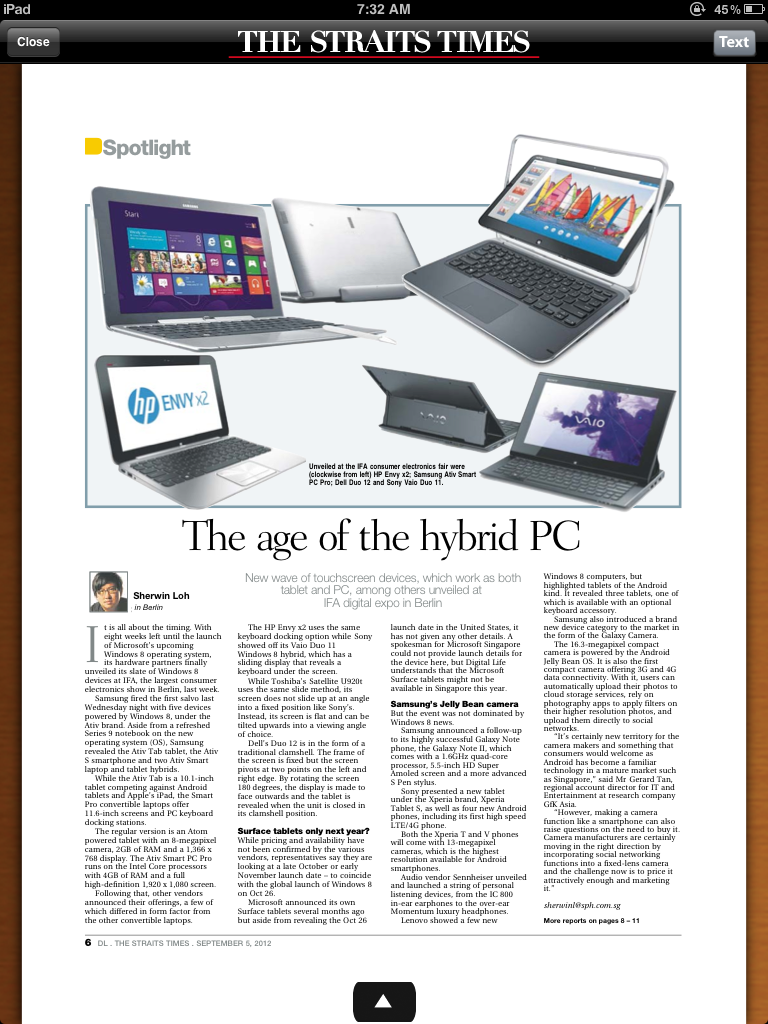 iPad
7:32 AM
45%
Close
THE STRAITS TIMES
Text
Spotlight
SAMSUNG
Start
hp ENVY x2
VAIO
VAIO
Unveiled at the IFA consumer electronics fair were
(clockwise from left) HP Envy x2; Samsung Ativ Smart
PC Pro; Dell Duo 12 and Sony Vaio Duo 11.
The age of the hybrid PC
Sherwin Loh
in Berlin
New wave of touchscreen devices, which work as both
tablet and PC, among others unveiled at
IFA digital expo in Berlin
It is all about the timing. With
eight weeks left until the launch
of Microsoft's upcoming
Windows 8 operating system,
its hardware partners finally
unveiled its slate of Windows 8
devices at IFA, the largest consumer
electronics show in Berlin, last week.
Samsung fired the first salvo last
Wednesday night with five devices
powered by Windows 8, under the
Ativ brand. Aside from a refreshed
Series 9 notebook on the new
operating system (OS), Samsung
revealed the Ativ Tab tablet, the Ativ
S smartphone and two Ativ Smart
laptop and tablet hybrids.
While the Ativ Tab is a 10.1-inch
tablet competing against Android
tablets and Apple's iPad, the Smart
Pro convertible laptops offer
11.6-inch screens and PC keyboard
docking stations.
The regular version is an Atom
powered tablet with an 8-megapixel
camera, 2GB of RAM and a 1,366 x
768 display. The Ativ Smart PC Pro
runs on the Intel Core processors
with 4GB of RAM and a full
high-definition 1,920 x 1,080 screen.
Following that, other vendors
announced their offerings, a few of
which differed in form factor from
the other convertible laptops.
The HP Envy x2 uses the same
keyboard docking option while Sony
showed off its Vaio Duo 11
Windows 8 hybrid, which has a
sliding display that reveals a
keyboard under the screen.
While Toshiba's Satellite U920t
uses the same slide method, its
screen does not slide up at an angle
into a fixed position like Sony's.
Instead, its screen is flat and can be
tilted upwards into a viewing angle
of choice.
Dell's Duo 12 is in the form of a
traditional clamshell. The frame of
the screen is fixed but the screen
pivots at two points on the left and
right edge. By rotating the screen
180 degrees, the display is made to
face outwards and the tablet is
revealed when the unit is closed in
its clamshell position.
Surface tablets only next year?
While pricing and availability have
not been confirmed by the various
vendors, representatives say they are
looking at a late October or early
November launch date – to coincide
with the global launch of Windows 8
on Oct 26.
Microsoft announced its own
Surface tablets several months ago
but aside from revealing the Oct 26
launch date in the United States, it
has not given any other details. A
spokesman for Microsoft Singapore
could not provide launch details for
the device here, but Digital Life
understands that the Microsoft
Surface tablets might not be
available in Singapore this year.
Samsung's Jelly Bean camera
But the event was not dominated by
Windows 8 news.
Samsung announced a follow-up
to its highly successful Galaxy Note
phone, the Galaxy Note II, which
comes with a 1.6GHz quad-core
processor, 5.5-inch HD Super
Amoled screen and a more advanced
S Pen stylus.
Sony presented a new tablet
under the Xperia brand, Xperia
Tablet S, as well as four new Android
phones, including its first high speed
LTE/4G phone.
Both the Xperia T and V phones
will come with 13-megapixel
cameras, which is the highest
resolution available for Android
smartphones.
Audio vendor Sennheiser unveiled
and launched a string of personal
listening devices, from the IC 800
in-ear earphones to the over-ear
Momentum luxury headphones.
Lenovo showed a few new
Windows 8 computers, but
highlighted tablets of the Android
kind. It revealed three tablets, one of
which is available with an optional
keyboard accessory.
Samsung also introduced a brand
new device category to the market in
the form of the Galaxy Camera.
The 16.3-megapixel compact
camera is powered by the Android
Jelly Bean OS. It is also the first
compact camera offering 3G and 4G
data connectivity. With it, users can
automatically upload their photos to
cloud storage services, rely on
photography apps to apply filters on
their higher resolution photos, and
upload them directly to social
networks.
"It's certainly new territory for the
camera makers and something that
consumers would welcome as
Android has become a familiar
technology in a mature market such
as Singapore," said Mr Gerard Tan,
regional account director for IT and
Entertainment at research company
GfK Asia.
"However, making a camera
function like a smartphone can also
raise questions on the need to buy it.
Camera manufacturers are certainly
moving in the right direction by
incorporating social networking
functions into a fixed-lens camera
and the challenge now is to price it
attractively enough and marketing
it."
sherwinl@sph.com.sg
More reports on pages 8 – 11
6 DL . THE STRAITS TIMES . SEPTEMBER 5, 2012